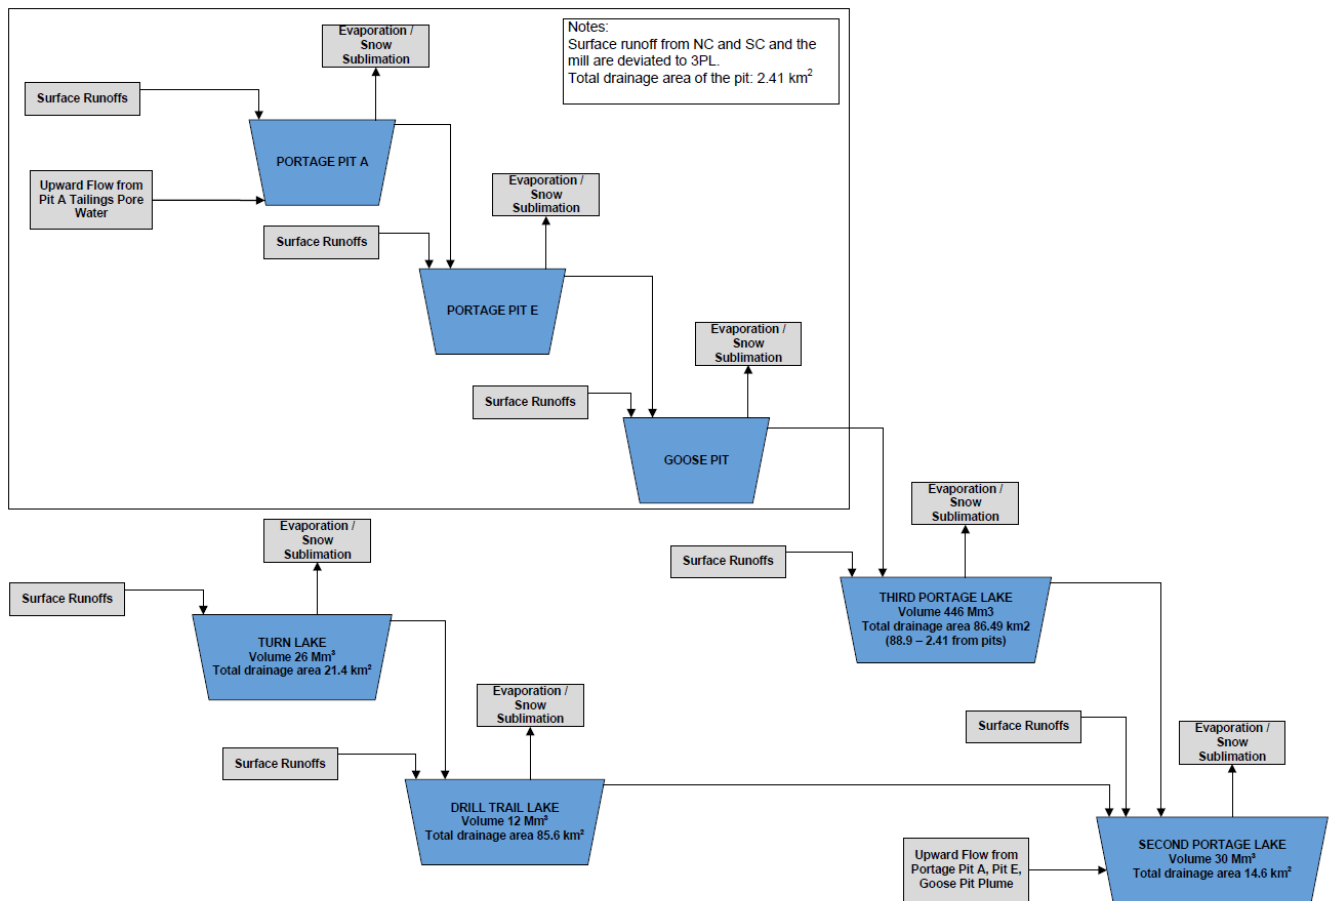 Notes:
Surface runoff from NC and SC and the
mill are deviated to 3PL.
Total drainage area of the pit: 2.41 km²
Evaporation /
Snow
Sublimation
Surface Runoffs
PORTAGE PIT A
Upward Flow from
Pit A Tailings Pore
Water
Evaporation /
Snow
Sublimation
Surface Runoffs
PORTAGE PIT E
Evaporation /
Snow
Sublimation
Surface Runoffs
GOOSE PIT
Evaporation /
Snow
Sublimation
Surface Runoffs
THIRD PORTAGE LAKE
Volume 446 Mm3
Total drainage area 86.49 km2
(88.9 – 2.41 from pits)
Evaporation /
Snow
Sublimation
Surface Runoffs
TURN LAKE
Volume 26 Mm³
Total drainage area 21.4 km²
Evaporation /
Snow
Sublimation
Surface Runoffs
DRILL TRAIL LAKE
Volume 12 Mm³
Total drainage area 85.6 km²
Surface Runoffs
Evaporation /
Snow
Sublimation
Upward Flow from
Portage Pit A, Pit E,
Goose Pit Plume
SECOND PORTAGE LAKE
Volume 30 Mm³
Total drainage area 14.6 km²